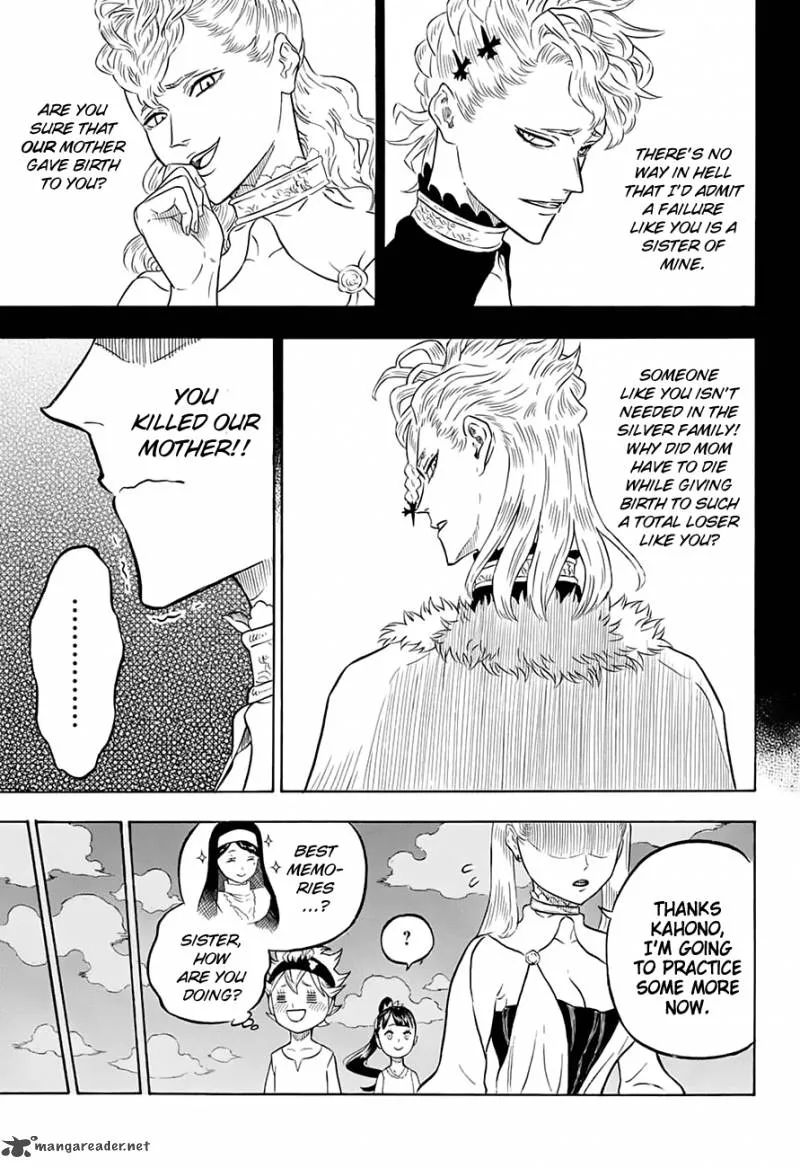 THERE'S NO
WAY IN HELL
THAT I'D ADMIT
A FAILURE
LIKE YOU IS A
SISTER OF
MINE.
ARE YOU
SURE THAT
OUR MOTHER
GAVE BIRTH
TO YOU?
SOMEONE
LIKE YOU ISN'T
NEEDED IN THE
SILVER FAMILY!
WHY DID MOM
HAVE TO DIE
WHILE GIVING
BIRTH TO SUCH
A TOTAL LOSER
LIKE YOU?
YOU
KILLED OUR
MOTHER!!
.........
THANKS
KAHONO,
I'M GOING
TO PRACTICE
SOME MORE
NOW.
?
BEST
MEMO-
RIES
...?
SISTER,
HOW
ARE YOU
DOING?
mangareader.net